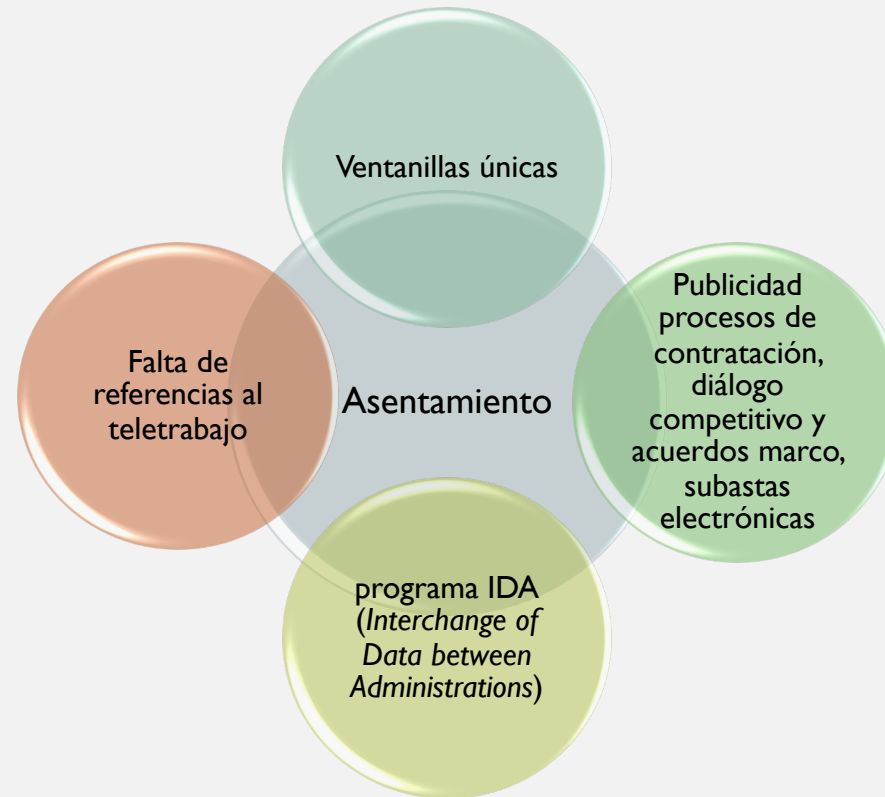 Ventanillas únicas
Falta de
referencias al
teletrabajo
Asentamiento
Publicidad
procesos de
contratación,
diálogo
competitivo y
acuerdos marco,
subastas
electrónicas
programa IDA
(Interchange of
Data between
Administrations)